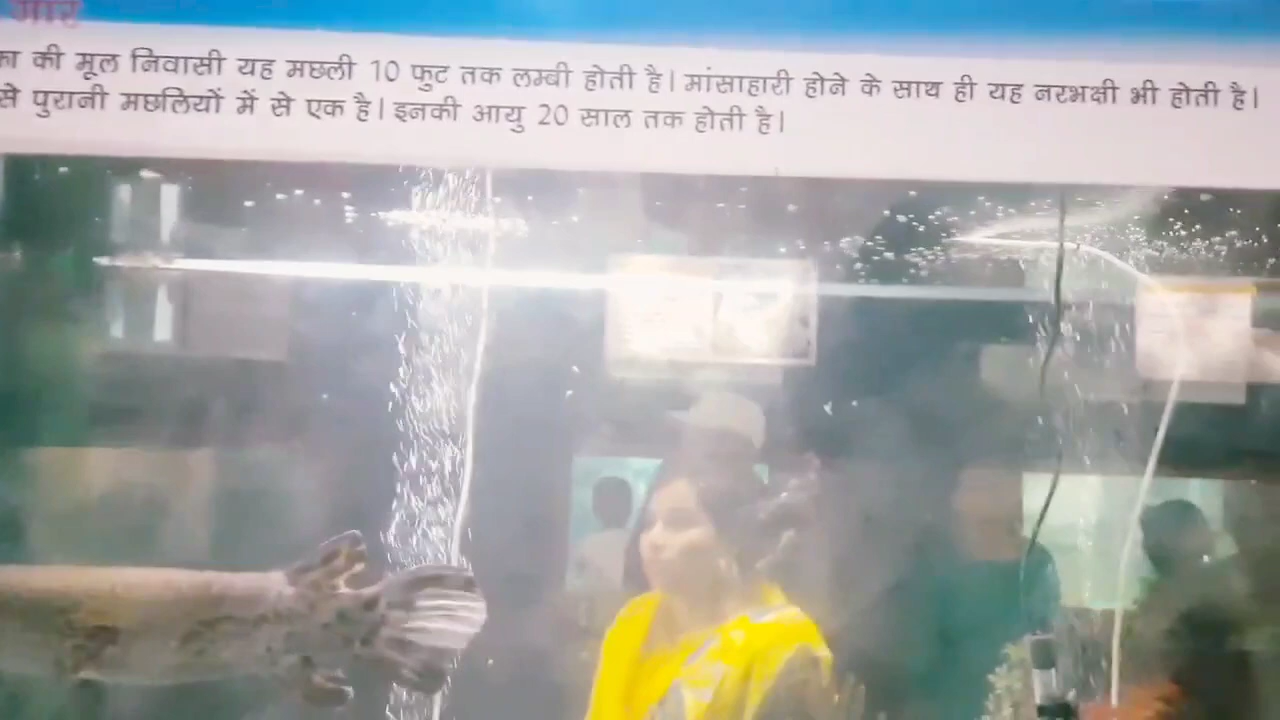 गार
की मूल निवासी यह मछली 10 फुट तक लम्बी होती है। मांसाहारी होने के साथ ही यह नरभक्षी भी होती है।
से पुरानी मछलियों में से एक है। इनकी आयु 20 साल तक होती है।